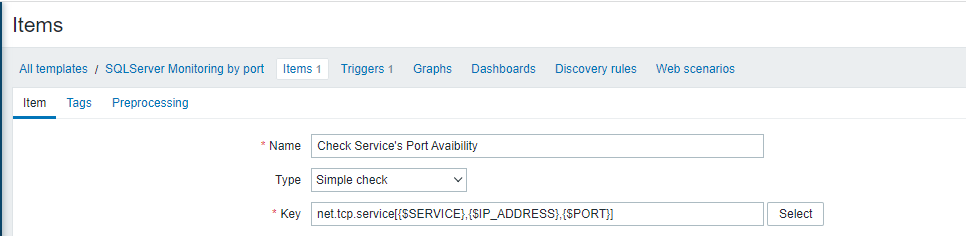 Items
All templates / SQLServer Monitoring by port Items 1 Triggers 1 Graphs Dashboards Discovery rules Web scenarios
Item Tags Preprocessing
* Name Check Service's Port Avaibility
Type Simple check
* Key net.tcp.service[{$SERVICE},{$IP_ADDRESS},{$PORT}] Select